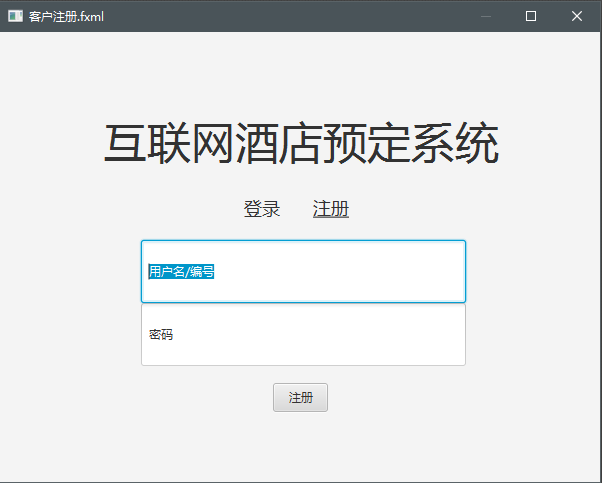 客户注册.fxml
互联网酒店预定系统
登录 注册
用户名/编号
密码
注册